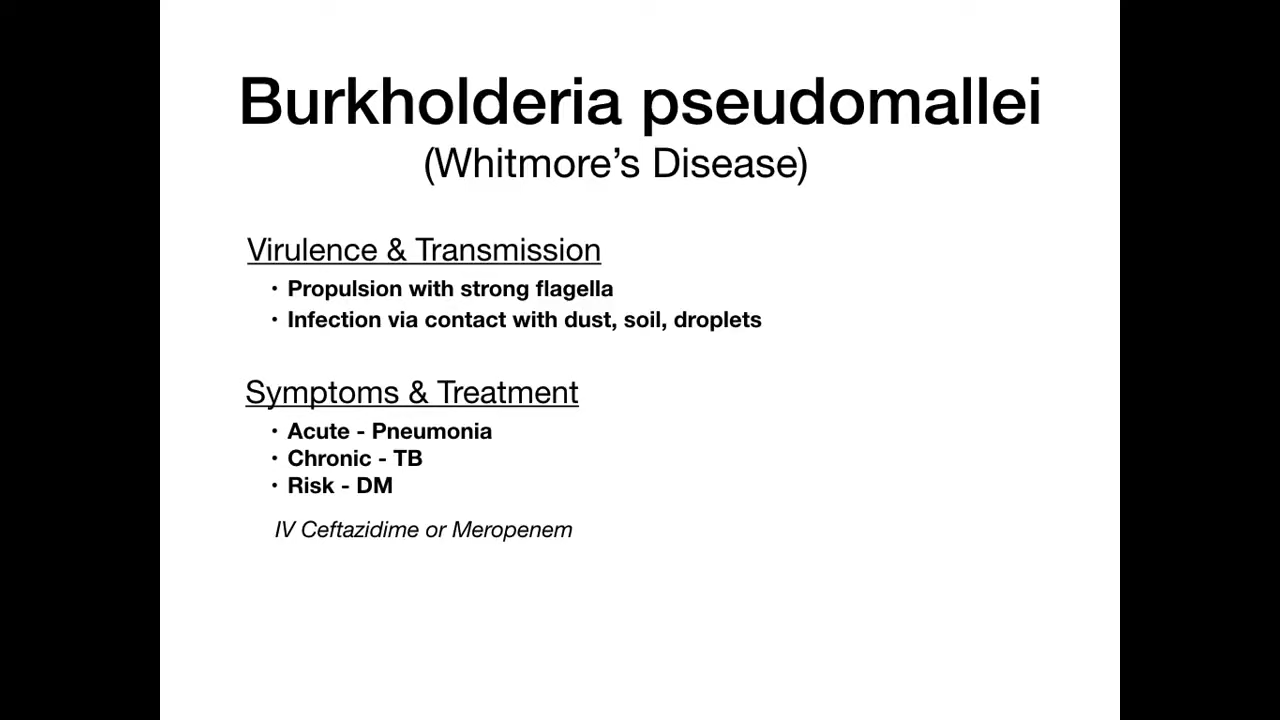 Burkholderia pseudomallei
(Whitmore’s Disease)
Virulence & Transmission
• Propulsion with strong flagella
• Infection via contact with dust, soil, droplets
Symptoms & Treatment
• Acute - Pneumonia
• Chronic - TB
• Risk - DM
IV Ceftazidime or Meropenem